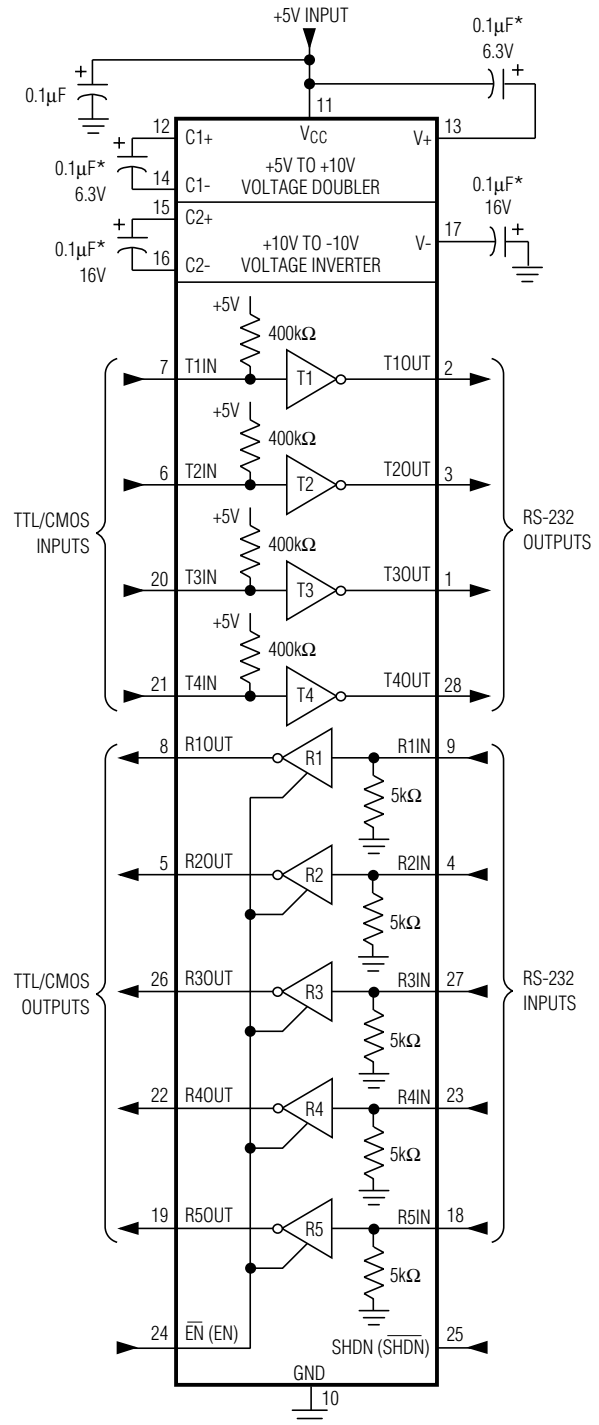 +5V INPUT
0.1µF*
6.3V
0.1µF
+
+
11
12
C1+
VCC
V+
13
+
0.1µF*
6.3V
14
C1-
+5V TO +10V
VOLTAGE DOUBLER
15
C2+
+
0.1µF*
16V
16
C2-
+10V TO -10V
VOLTAGE INVERTER
V-
17
0.1µF*
16V
+
+5V
400kΩ
7
T1IN
T1
T1OUT
2
+5V
400kΩ
6
T2IN
T2
T2OUT
3
TTL/CMOS
INPUTS
RS-232
OUTPUTS
+5V
400kΩ
20
T3IN
T3
T3OUT
1
+5V
400kΩ
21
T4IN
T4
T4OUT
28
8
R1OUT
R1
R1IN
9
5kΩ
5
R2OUT
R2
R2IN
4
5kΩ
TTL/CMOS
OUTPUTS
RS-232
INPUTS
26
R3OUT
R3
R3IN
27
5kΩ
22
R4OUT
R4
R4IN
23
5kΩ
19
R5OUT
R5
R5IN
18
5kΩ
24
E̅N̅ (EN)
SHDN (S̅H̅D̅N̅)
25
GND
10